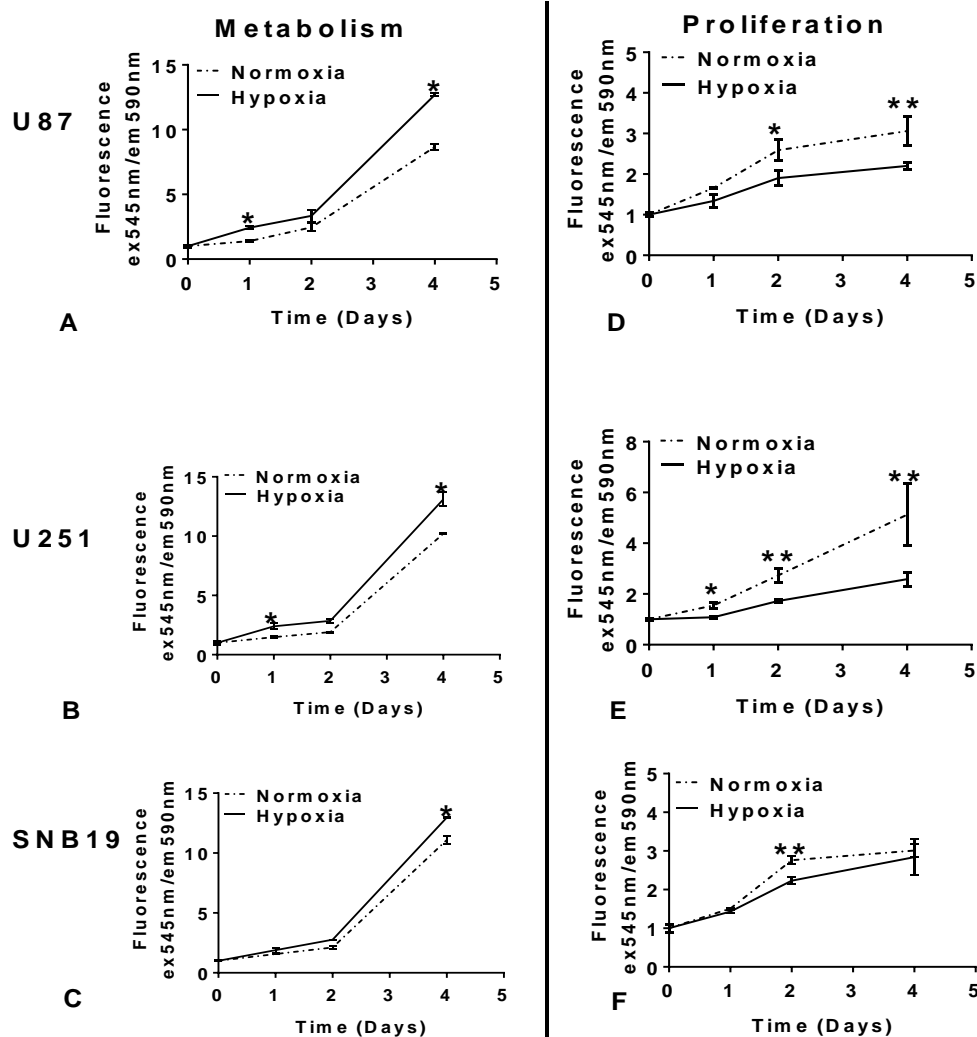 Metabolism
Proliferation
U87
Normoxia
Hypoxia
*
*
Fluorescence
ex545nm/em590nm
15
10
5
0
0 1 2 3 4 5
Time (Days)
A
Normoxia
Hypoxia
*
**
Fluorescence
ex545nm/em590nm
5
4
3
2
1
0
0 1 2 3 4 5
Time (Days)
D
U251
Normoxia
Hypoxia
*
*
Fluorescence
ex545nm/em590nm
15
10
5
0
0 1 2 3 4 5
Time (Days)
B
Normoxia
Hypoxia
*
**
**
Fluorescence
ex545nm/em590nm
8
6
4
2
0
0 1 2 3 4 5
Time (Days)
E
SNB19
Normoxia
Hypoxia
*
Fluorescence
ex545nm/em590nm
15
10
5
0
0 1 2 3 4 5
Time (Days)
C
Normoxia
Hypoxia
**
Fluorescence
ex545nm/em590nm
5
4
3
2
1
0
0 1 2 3 4 5
Time (Days)
F